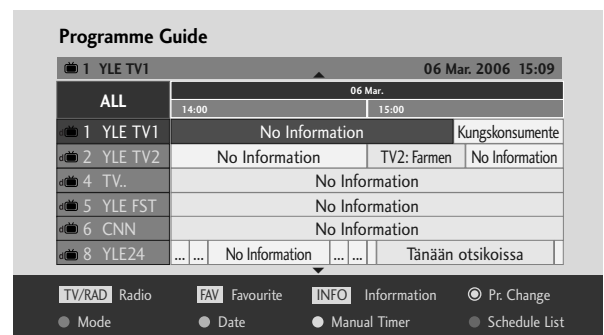 Programme Guide
1 YLE TV1 06 Mar. 2006 15:09
ALL 06 Mar.
14:00 15:00
1 YLE TV1 No Information Kungskonsumente
2 YLE TV2 No Information TV2: Farmen No Information
4 TV.. No Information
5 YLE FST No Information
6 CNN No Information
8 YLE24 ... ... No Information ... ... Tänään otsikoissa
TV/RAD Radio FAV Favourite INFO Inforrmation Pr. Change
Mode Date Manual Timer Schedule List